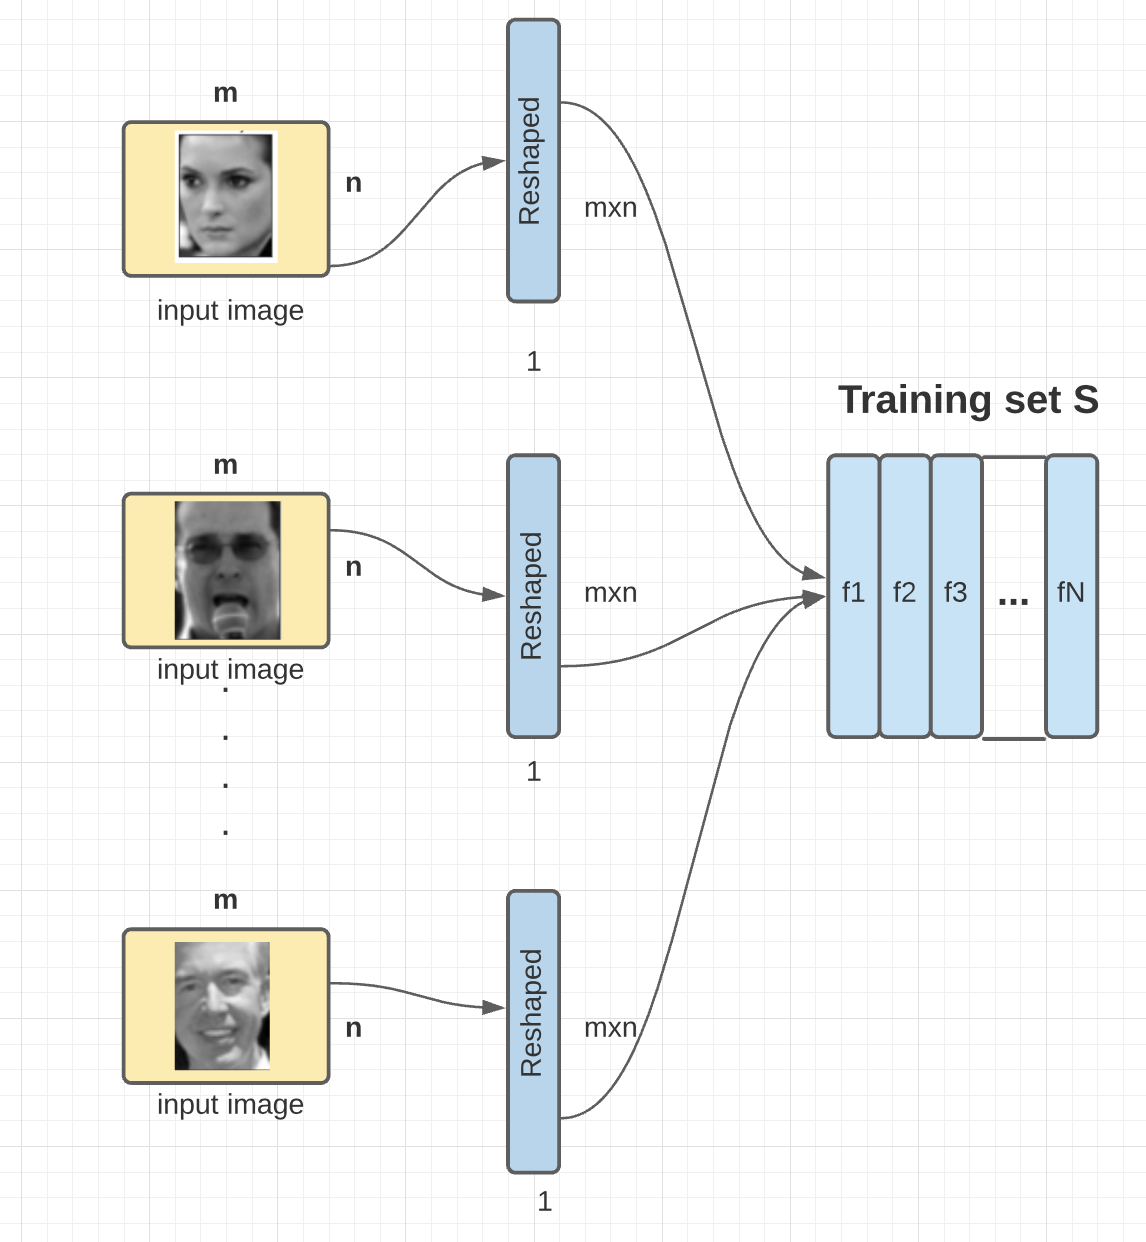 m
n
input image
Reshaped
mxn
1
Training set S
m
n
input image
.
.
.
.
Reshaped
mxn
1
f1 f2 f3 ... fN
m
n
input image
Reshaped
mxn
1